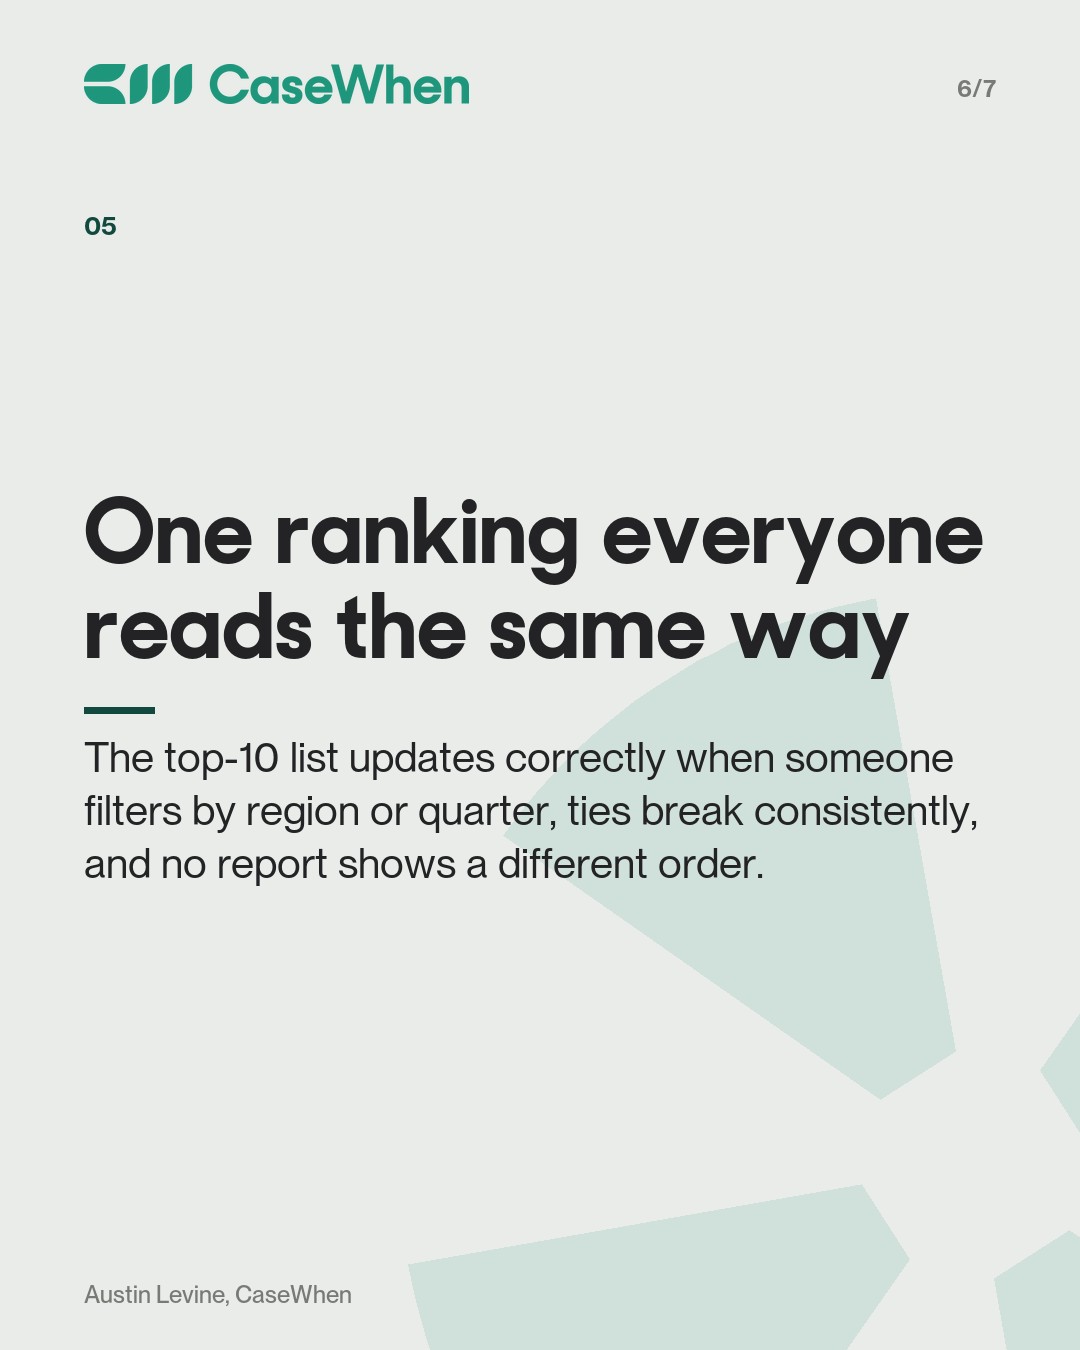 CaseWhen
6/7
05
One ranking everyone
reads the same way
The top-10 list updates correctly when someone
filters by region or quarter, ties break consistently,
and no report shows a different order.
Austin Levine, CaseWhen